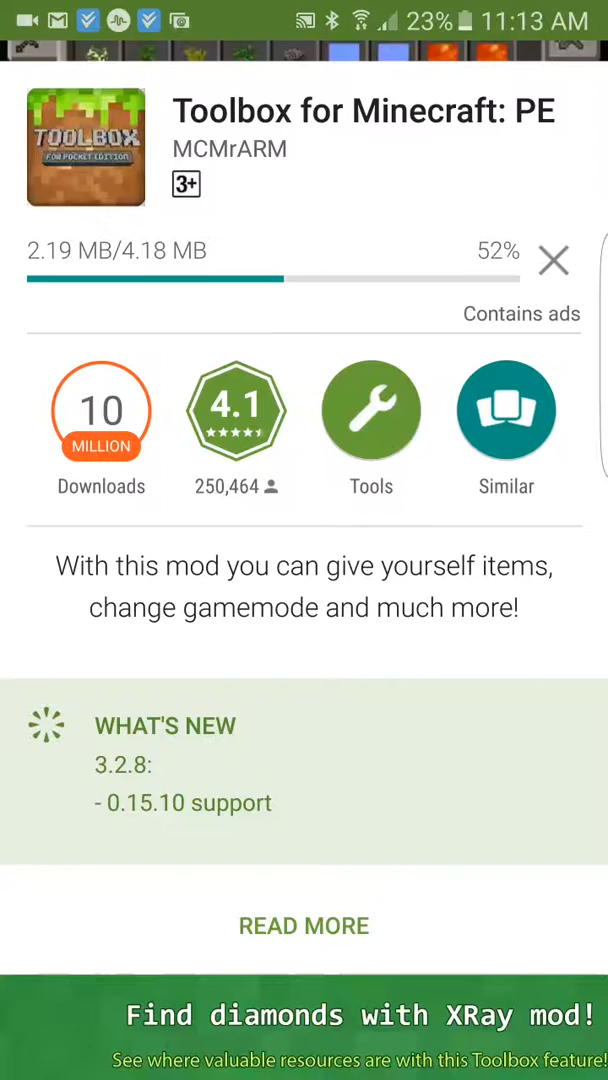 23% 11:13 AM
TOOLBOX
FOR POCKET EDITION
Toolbox for Minecraft: PE
MCMrARM
3+
2.19 MB/4.18 MB 52%
Contains ads
10
MILLION
4.1
Downloads 250,464 Tools Similar
With this mod you can give yourself items,
change gamemode and much more!
WHAT'S NEW
3.2.8:
- 0.15.10 support
READ MORE
Find diamonds with XRay mod!
See where valuable resources are with this Toolbox feature!